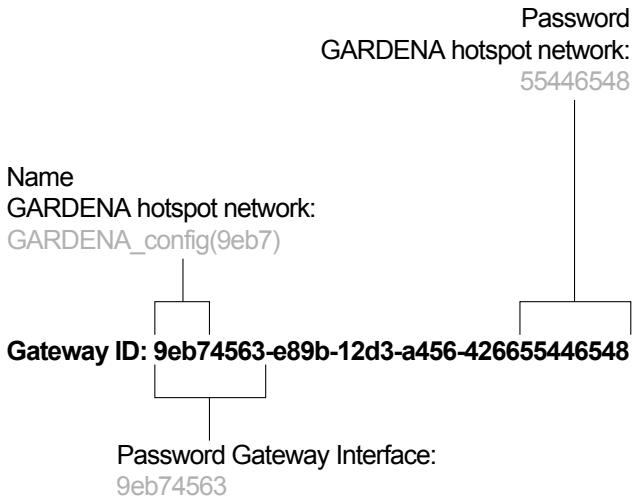 Password
GARDENA hotspot network:
55446548
Name
GARDENA hotspot network:
GARDENA_config(9eb7)
Gateway ID: 9eb74563-e89b-12d3-a456-426655446548
Password Gateway Interface:
9eb74563